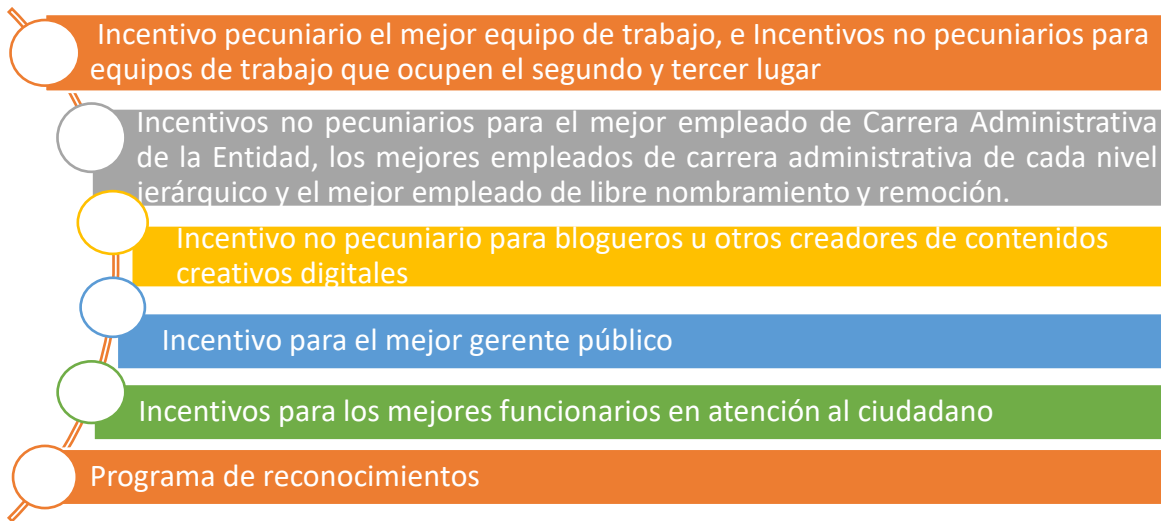 Incentivo pecuniario el mejor equipo de trabajo, e Incentivos no pecuniarios para
equipos de trabajo que ocupen el segundo y tercer lugar
Incentivos no pecuniarios para el mejor empleado de Carrera Administrativa
de la Entidad, los mejores empleados de carrera administrativa de cada nivel
jerárquico y el mejor empleado de libre nombramiento y remoción.
Incentivo no pecuniario para blogueros u otros creadores de contenidos
creativos digitales
Incentivo para el mejor gerente público
Incentivos para los mejores funcionarios en atención al ciudadano
Programa de reconocimientos